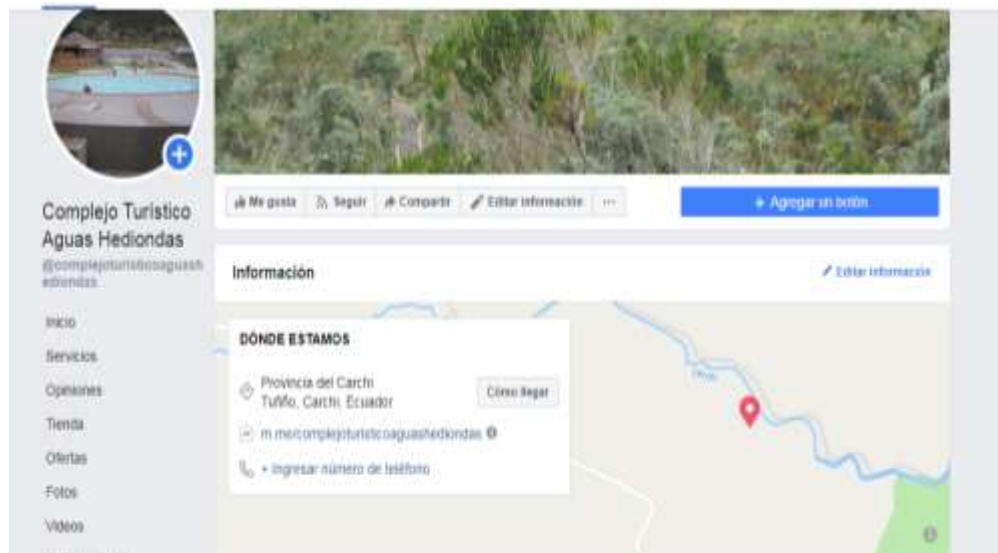 Complejo Turístico
Aguas Hediondas
@complejoturisticoaguash
ediondas
Inicio
Servicios
Opiniones
Tienda
Ofertas
Fotos
Videos
Me gusta
Seguir
Compartir
Editar información
...
+ Agregar un botón
Información
Editar información
DÓNDE ESTAMOS
Provincia del Carchi
Tufiño, Carchi, Ecuador
Cómo llegar
m.me/complejoturisticoaguashediondas
+ Ingresar número de teléfono